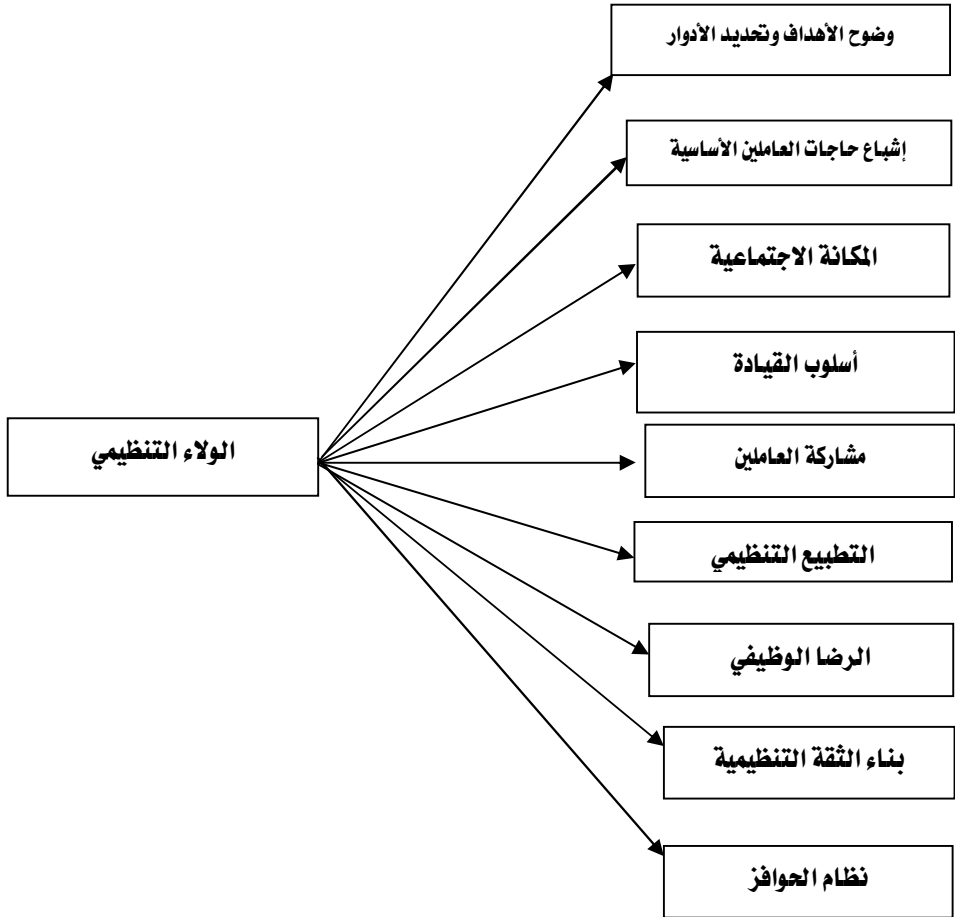 وضوح الأهداف وتحديد الأدوار
إشباع حاجات العاملين الأساسية
المكانة الاجتماعية
أسلوب القيادة
الولاء التنظيمي
مشاركة العاملين
التطبيع التنظيمي
الرضا الوظيفي
بناء الثقة التنظيمية
نظام الحوافز